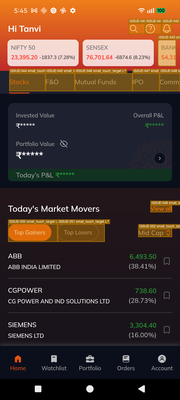 5:45
100
Hi Tanvi
NIFTY 50
23,395.20 -1837.3 (7.28%)
SENSEX
76,701.64 -6874.6 (8.23%)
BANK
54,3
Stocks F&O Mutual Funds IPO Comm
Invested Value Overall P&L
₹***** ₹*****
Portfolio Value
₹*****
Today's P&L ₹*****
Today's Market Movers View all
Top Gainers Top Losers Mid Cap
ABB 6,493.50
ABB INDIA LIMITED (38.41%)
CGPOWER 738.60
CG POWER AND IND SOLUTIONS LTD (28.73%)
SIEMENS 3,304.40
SIEMENS LTD (16.00%)
Home Watchlist Portfolio Orders Account